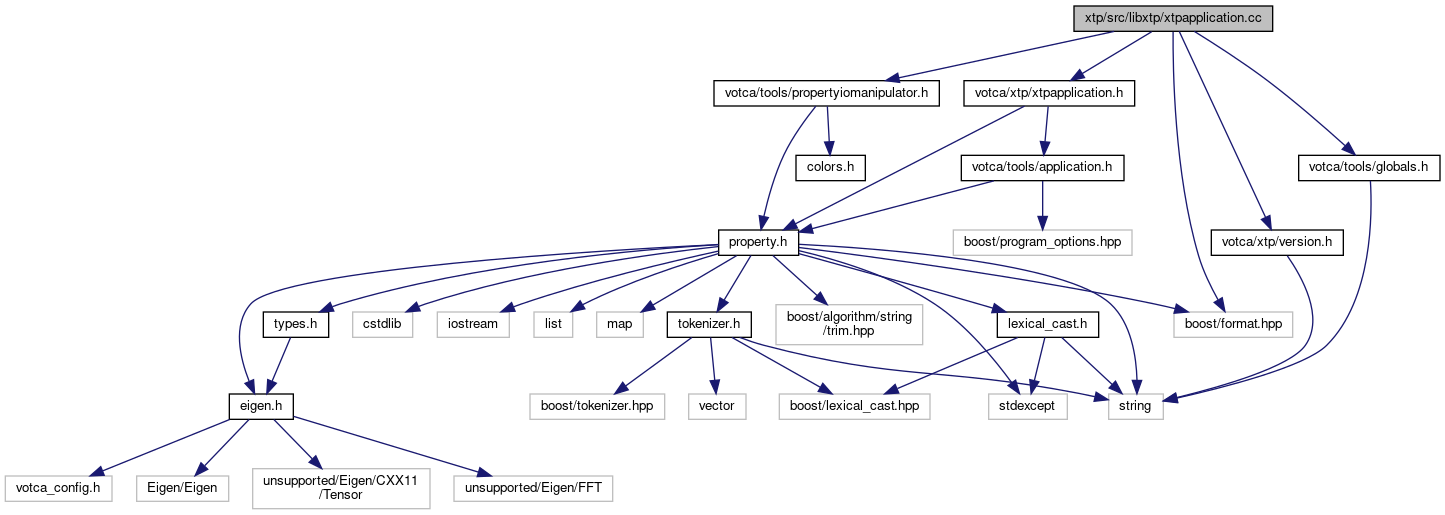 xtp/src/libxtp/xtpapplication.cc
votca/tools/propertyiomanipulator.h
votca/xtp/xtpapplication.h
colors.h
votca/tools/application.h
votca/tools/globals.h
property.h
boost/program_options.hpp
votca/xtp/version.h
types.h
cstdlib
iostream
list
map
tokenizer.h
boost/algorithm/string
/trim.hpp
lexical_cast.h
boost/format.hpp
eigen.h
boost/tokenizer.hpp
vector
boost/lexical_cast.hpp
stdexcept
string
votca_config.h
Eigen/Eigen
unsupported/Eigen/CXX11
/Tensor
unsupported/Eigen/FFT